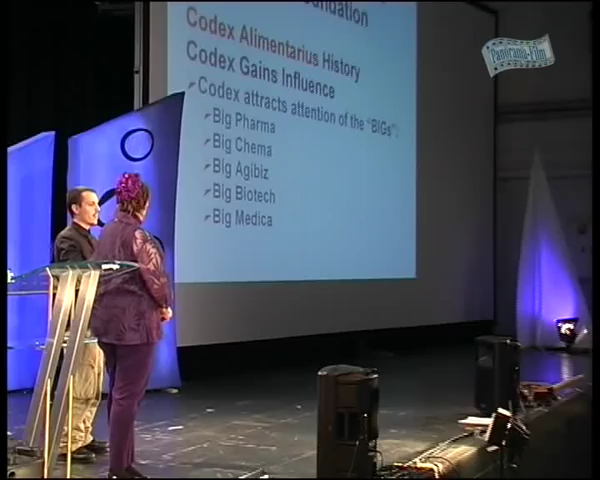 Foundation
Codex Alimentarius History
Codex Gains Influence
Codex attracts Attention of the "BIGs"
Big Pharma
Big Chema
Big Agibiz
Big Biotech
Big Medica
Panorama-Film